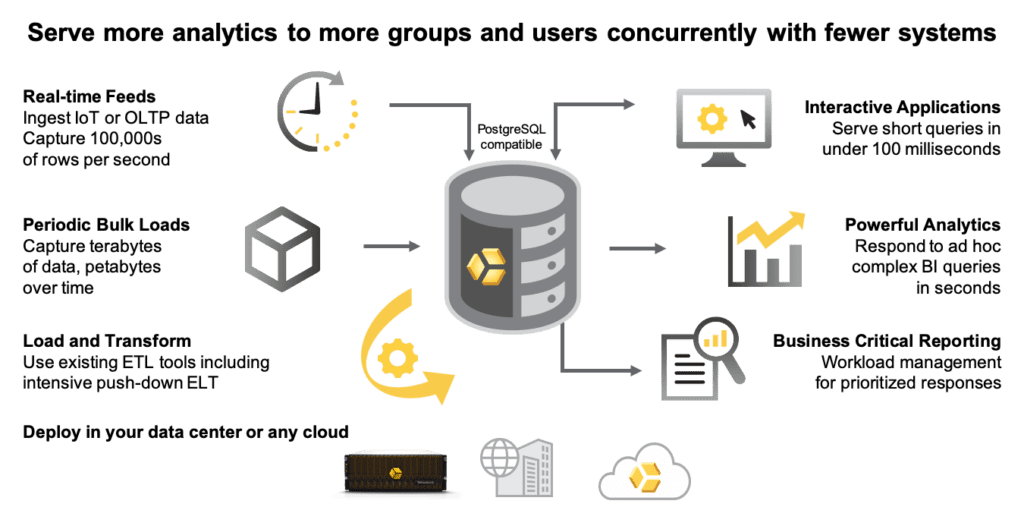 Serve more analytics to more groups and users concurrently with fewer systems
Real-time Feeds
Ingest IoT or OLTP data
Capture 100,000s
of rows per second
PostgreSQL
compatible
Interactive Applications
Serve short queries in
under 100 milliseconds
Periodic Bulk Loads
Capture terabytes
of data, petabytes
over time
Powerful Analytics
Respond to ad hoc
complex BI queries
in seconds
Load and Transform
Use existing ETL tools including
intensive push-down ELT
Business Critical Reporting
Workload management
for prioritized responses
Deploy in your data center or any cloud